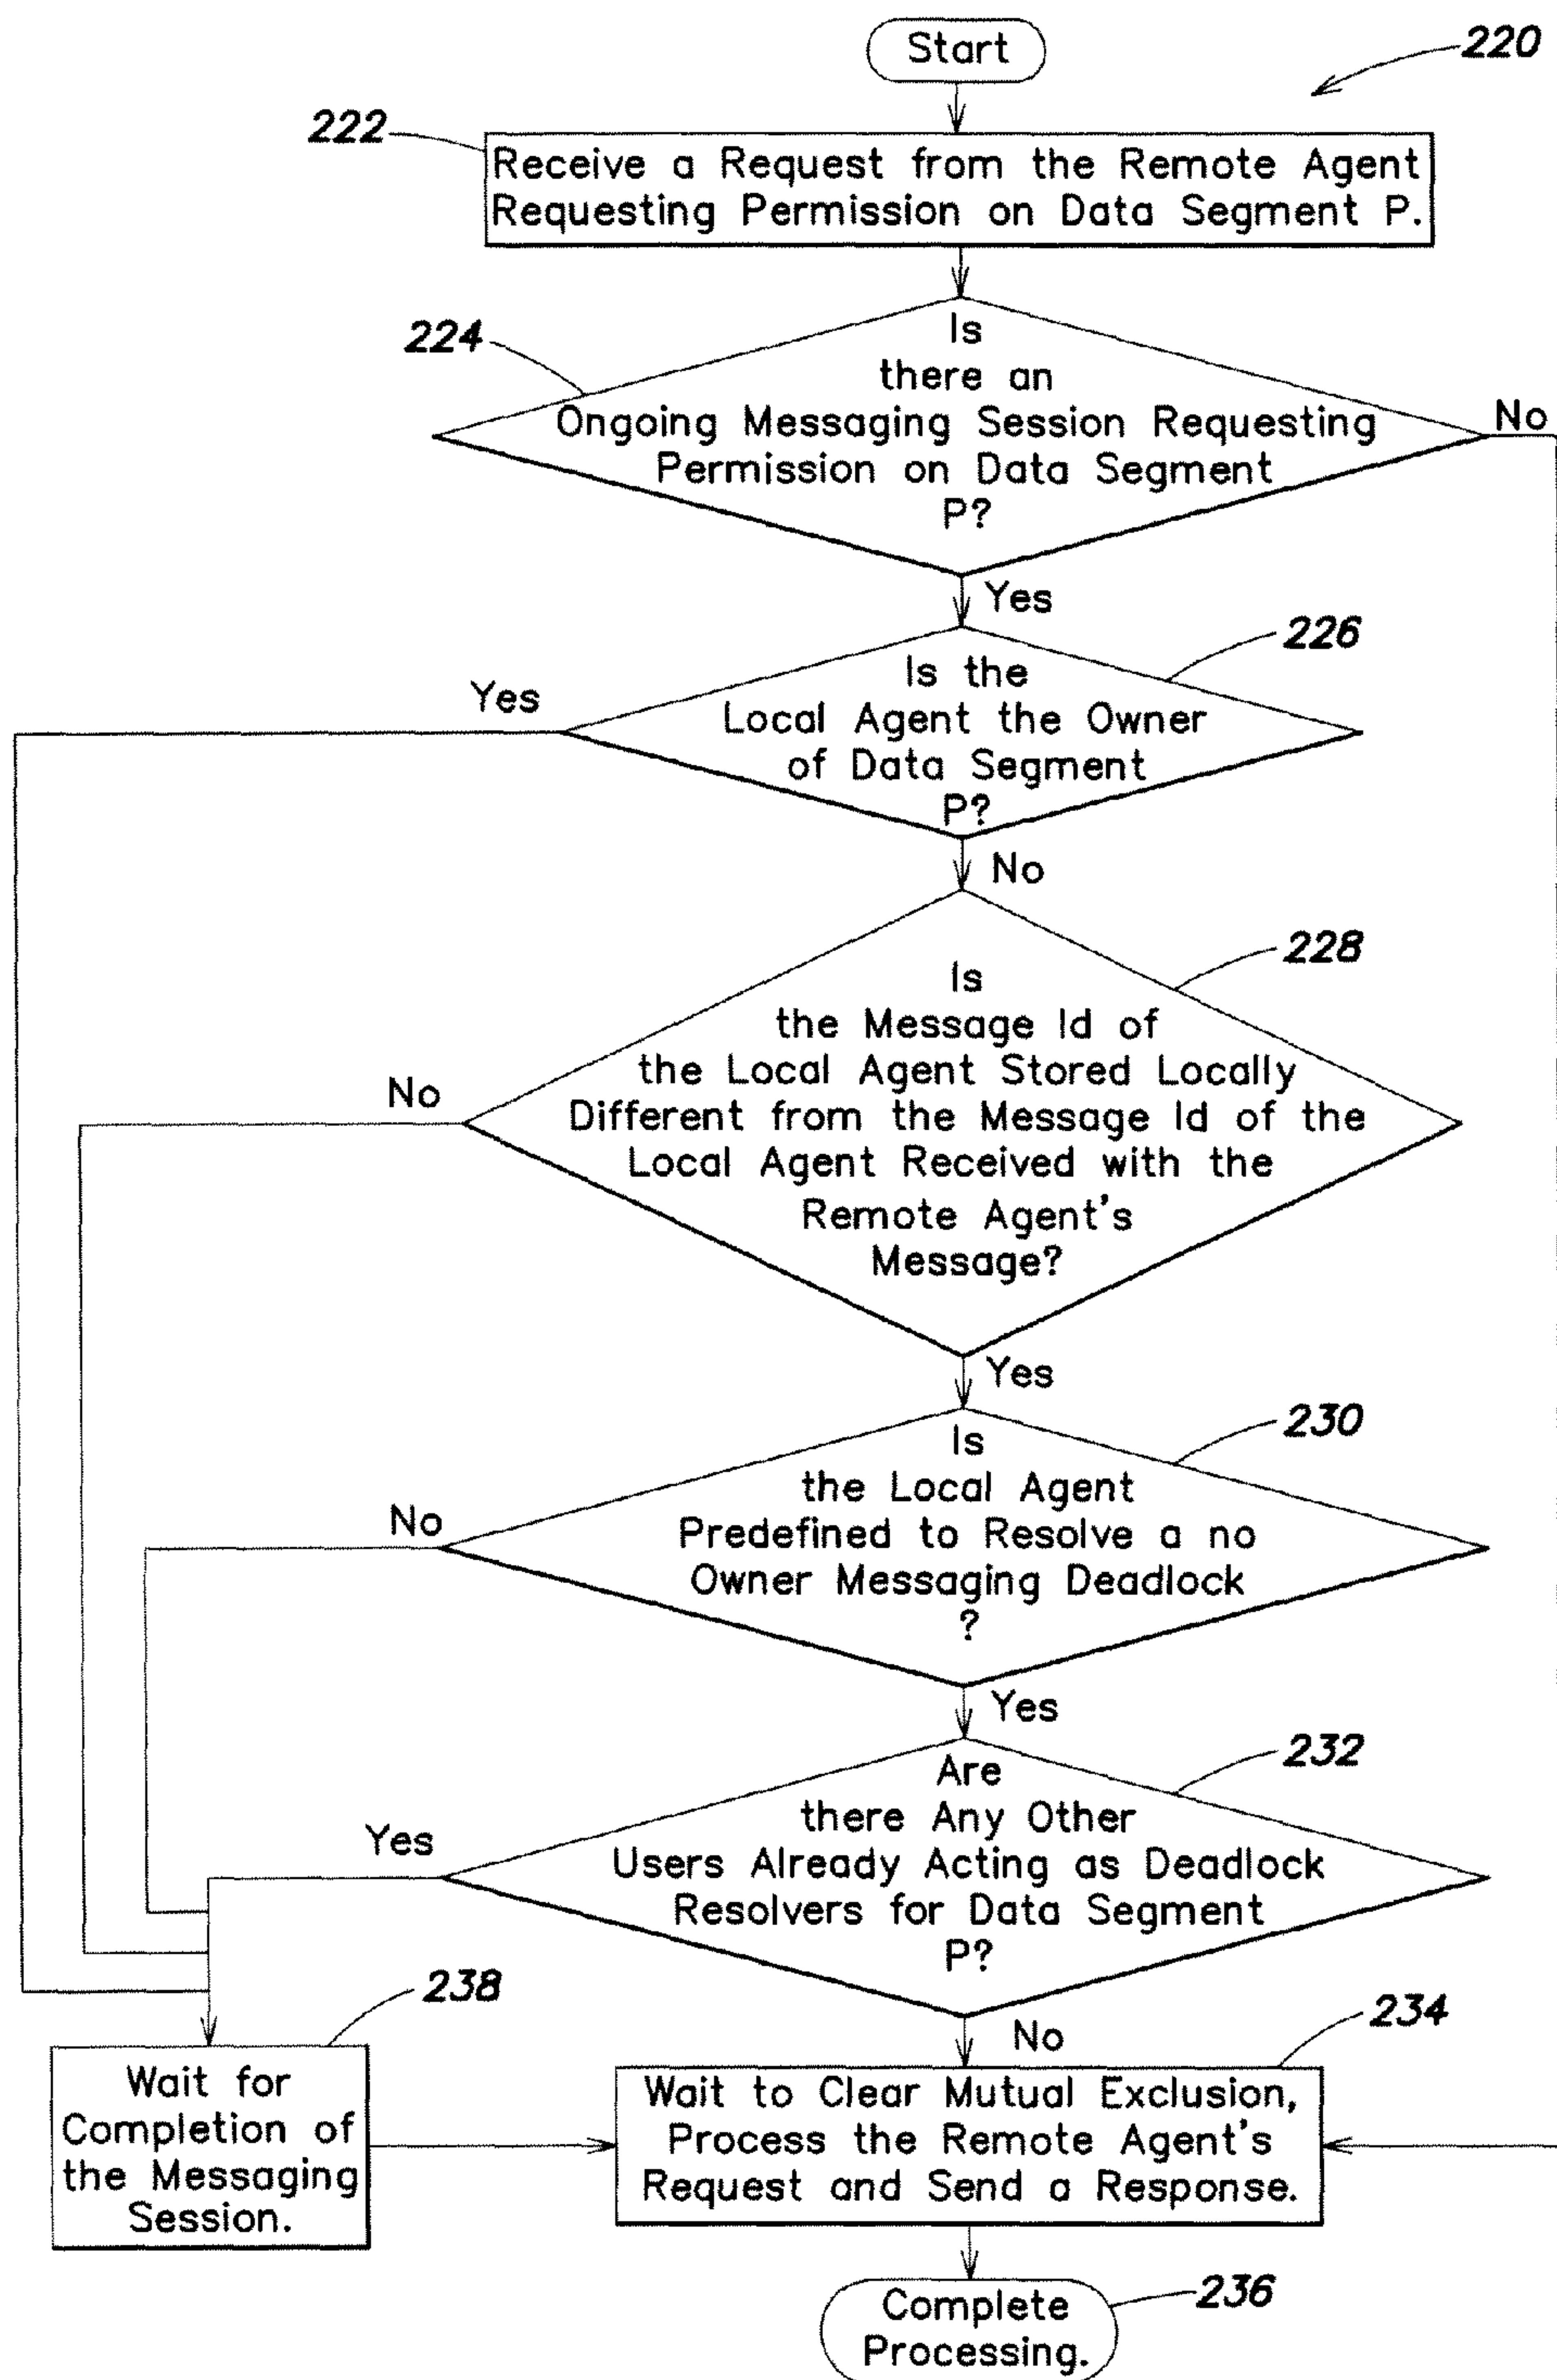 Start
220
222
Receive a Request from the Remote Agent
Requesting Permission on Data Segment P.
224
Is
there an
Ongoing Messaging Session Requesting
Permission on Data Segment
P?
No
Yes
226
Is the
Local Agent the Owner
of Data Segment
P?
Yes
No
228
Is
the Message Id of
the Local Agent Stored Locally
Different from the Message Id of the
Local Agent Received with the
Remote Agent's
Message?
No
Yes
230
Is
the Local Agent
Predefined to Resolve a no
Owner Messaging Deadlock
?
No
Yes
232
Are
there Any Other
Users Already Acting as Deadlock
Resolvers for Data Segment
P?
Yes
No
238
Wait for
Completion of
the Messaging
Session.
234
Wait to Clear Mutual Exclusion,
Process the Remote Agent's
Request and Send a Response.
236
Complete
Processing.